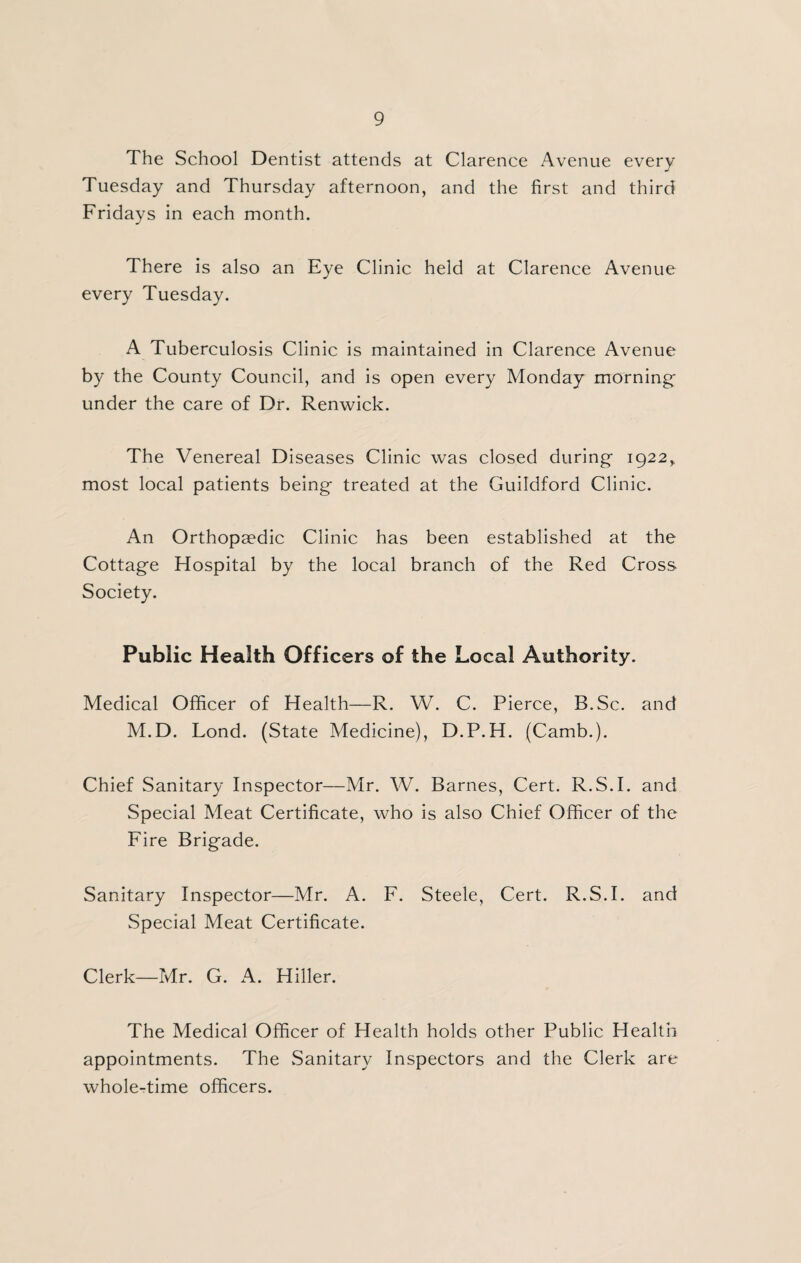 9
The School Dentist attends at Clarence Avenue every
Tuesday and Thursday afternoon, and the first and third
Fridays in each month.
There is also an Eye Clinic held at Clarence Avenue
every Tuesday.
A Tuberculosis Clinic is maintained in Clarence Avenue
by the County Council, and is open every Monday morning
under the care of Dr. Renwick.
The Venereal Diseases Clinic was closed during 1922,
most local patients being treated at the Guildford Clinic.
An Orthopædic Clinic has been established at the
Cottage Hospital by the local branch of the Red Cross
Society.
Public Health Officers of the Local Authority.
Medical Officer of Health—R. W. C. Pierce, B.Sc. and
M.D. Lond. (State Medicine), D.P.H. (Camb.).
Chief Sanitary Inspector—Mr. W. Barnes, Cert. R.S.I. and
Special Meat Certificate, who is also Chief Officer of the
Fire Brigade.
Sanitary Inspector—Mr. A. F. Steele, Cert. R.S.I. and
Special Meat Certificate.
Clerk—Mr. G. A. Hiller.
The Medical Officer of Health holds other Public Health
appointments. The Sanitary Inspectors and the Clerk are
whole-time officers.